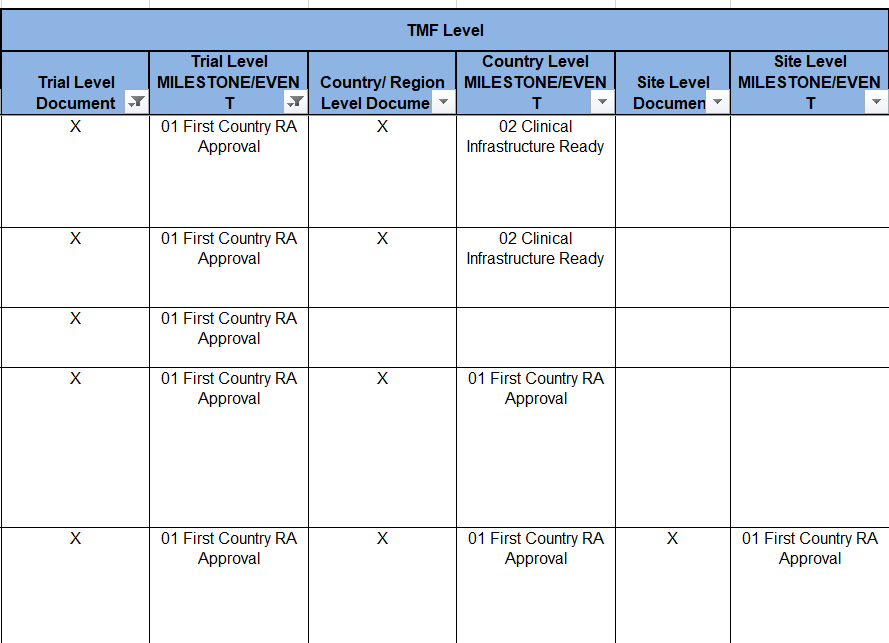 TMF Level
Trial Level
Document
Trial Level
MILESTONE/EVEN
T
Country/ Region
Level Docume
Country Level
MILESTONE/EVEN
T
Site Level
Documen
Site Level
MILESTONE/EVEN
T
X
01 First Country RA
Approval
X
02 Clinical
Infrastructure Ready
X
01 First Country RA
Approval
X
02 Clinical
Infrastructure Ready
X
01 First Country RA
Approval
X
01 First Country RA
Approval
X
01 First Country RA
Approval
X
01 First Country RA
Approval
X
01 First Country RA
Approval
X
01 First Country RA
Approval